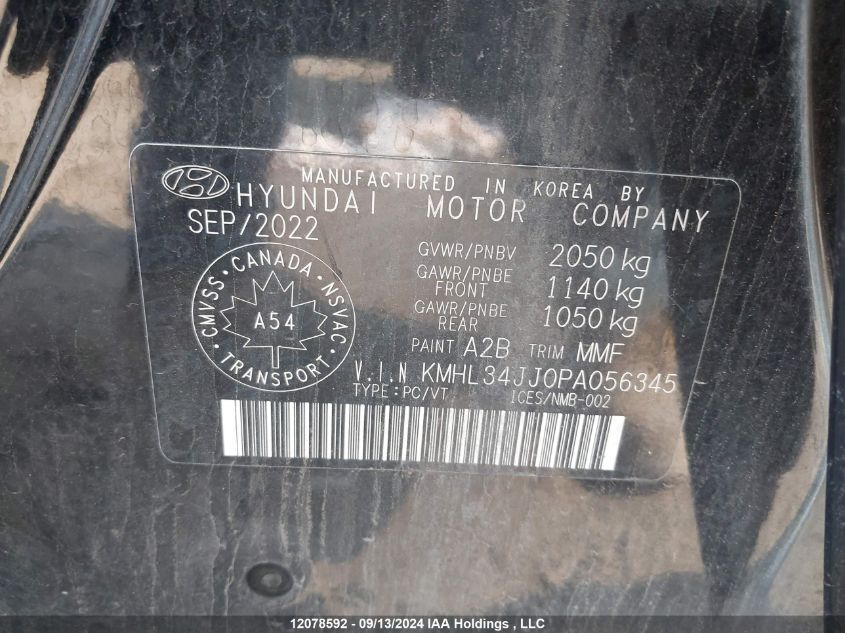 MANUFACTURED IN KOREA BY
HYUNDAI MOTOR COMPANY
SEP/2022
GVWR/PNBV 2050 kg
GAWR/PNBE FRONT 1140 kg
GAWR/PNBE REAR 1050 kg
PAINT A2B TRIM MMF
CMVSS · CANADA · NSVAC · TRANSPORT ·
A54
V.I.N KMHL34JJ0PA056345
TYPE:PC/VT ICES/NMB-002
12078592 - 09/13/2024 IAA Holdings , LLC